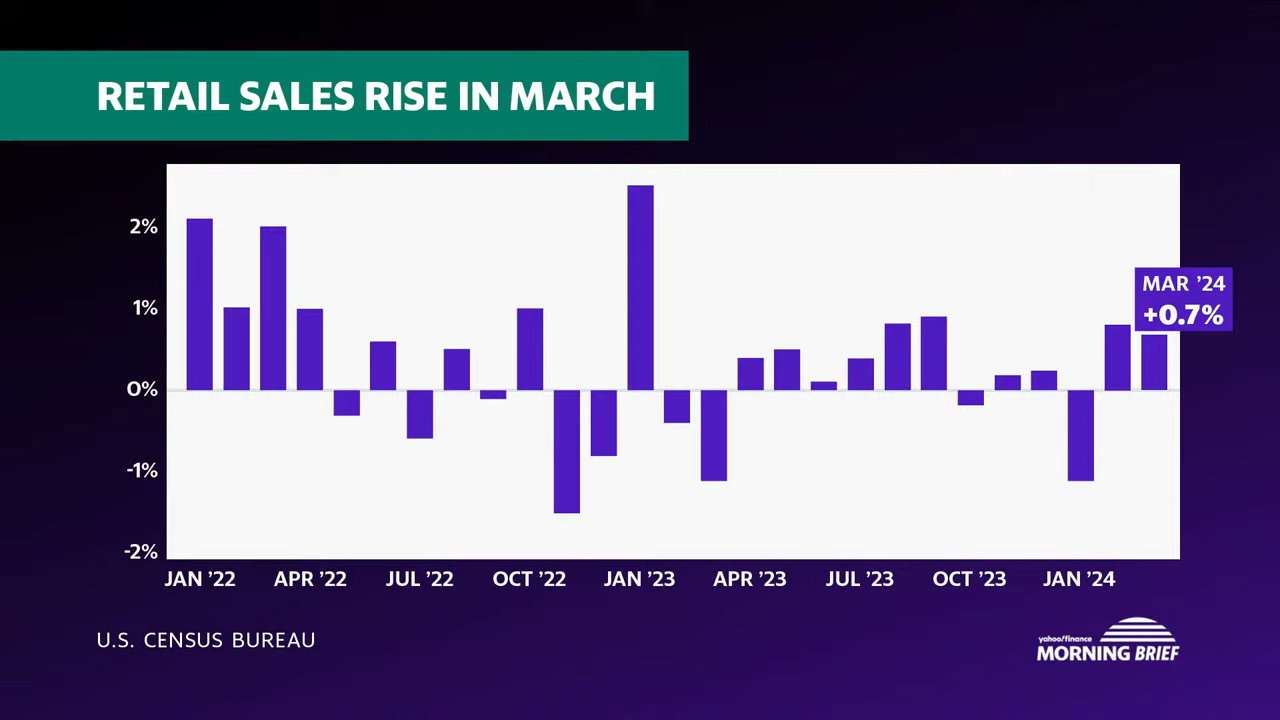 RETAIL SALES RISE IN MARCH
2%
1%
0%
-1%
-2%
MAR ’24
+0.7%
JAN ’22 APR ’22 JUL ’22 OCT ’22 JAN ’23 APR ’23 JUL ’23 OCT ’23 JAN ’24
U.S. CENSUS BUREAU
yahoo/finance
MORNING BRIEF